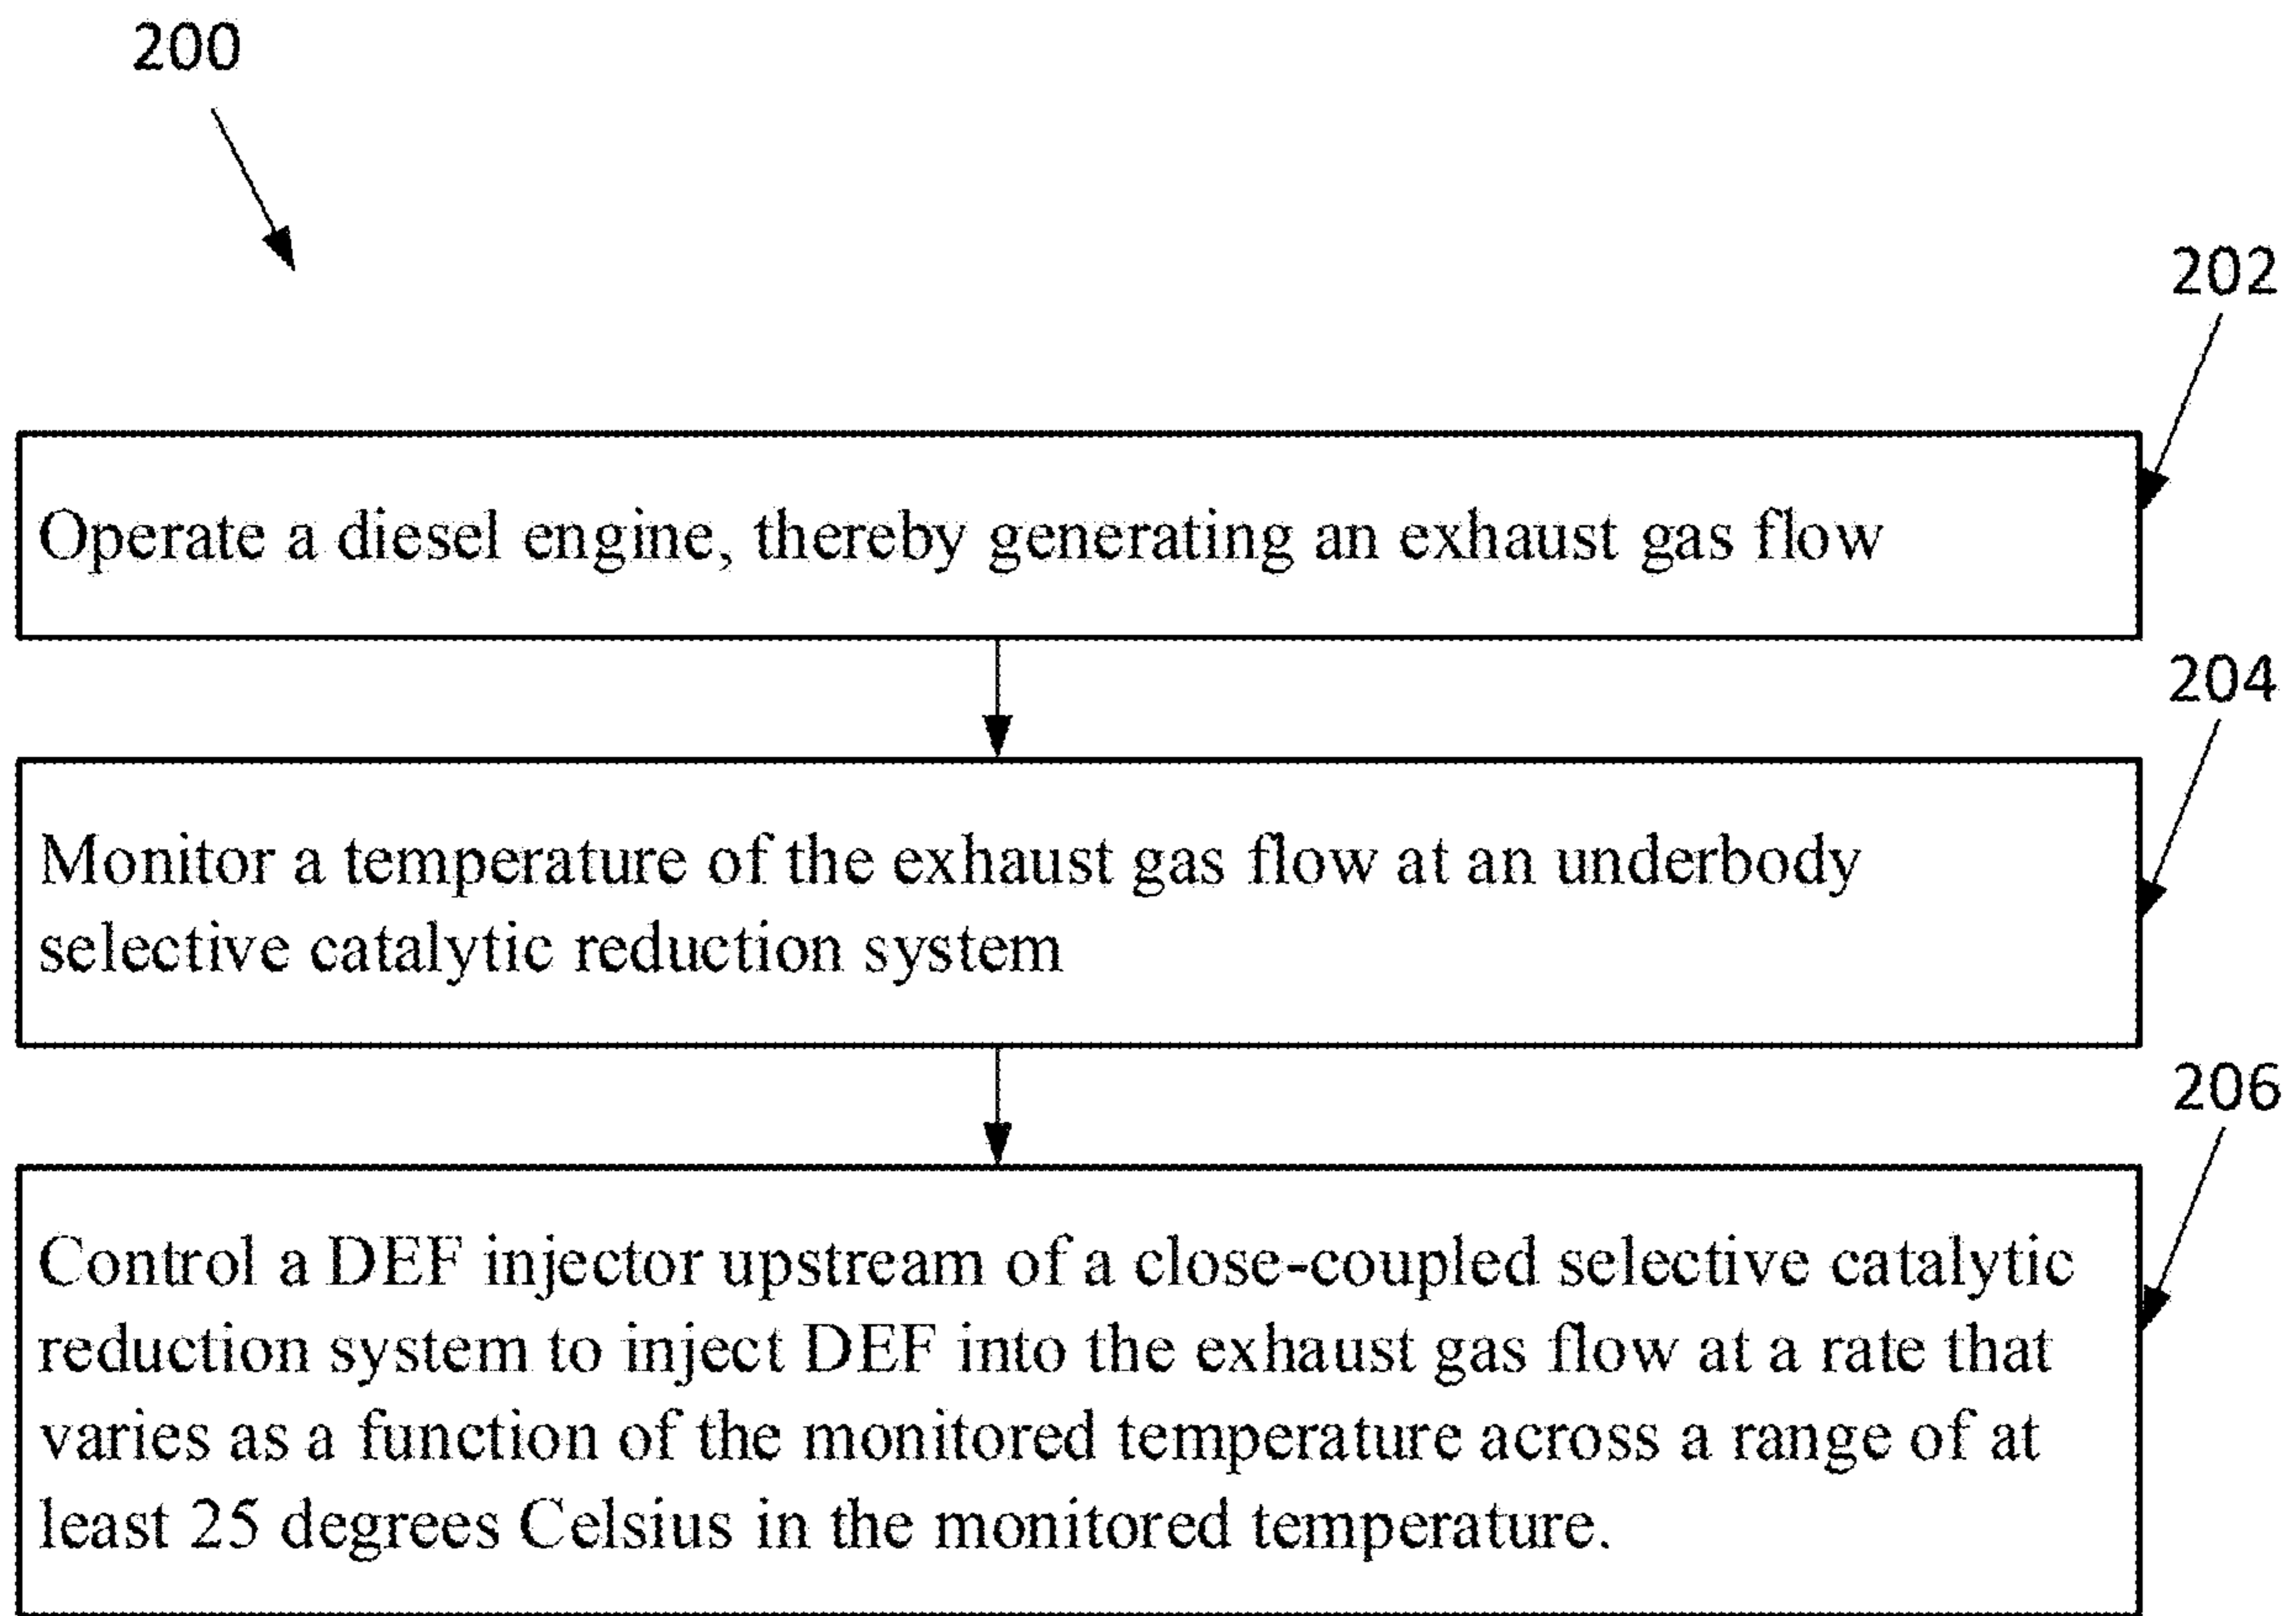 200
202
Operate a diesel engine, thereby generating an exhaust gas flow
204
Monitor a temperature of the exhaust gas flow at an underbody
selective catalytic reduction system
206
Control a DEF injector upstream of a close-coupled selective catalytic
reduction system to inject DEF into the exhaust gas flow at a rate that
varies as a function of the monitored temperature across a range of at
least 25 degrees Celsius in the monitored temperature.